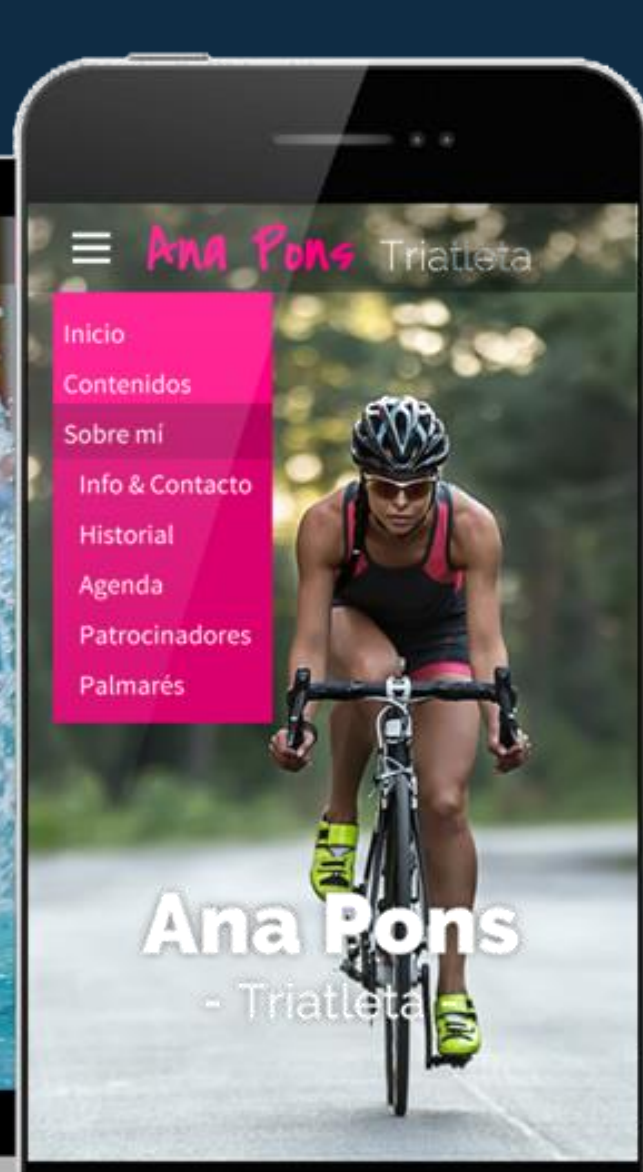 Ana Pons Triatleta
Inicio
Contenidos
Sobre mí
Info & Contacto
Historial
Agenda
Patrocinadores
Palmarés
Ana Pons
- Triatleta